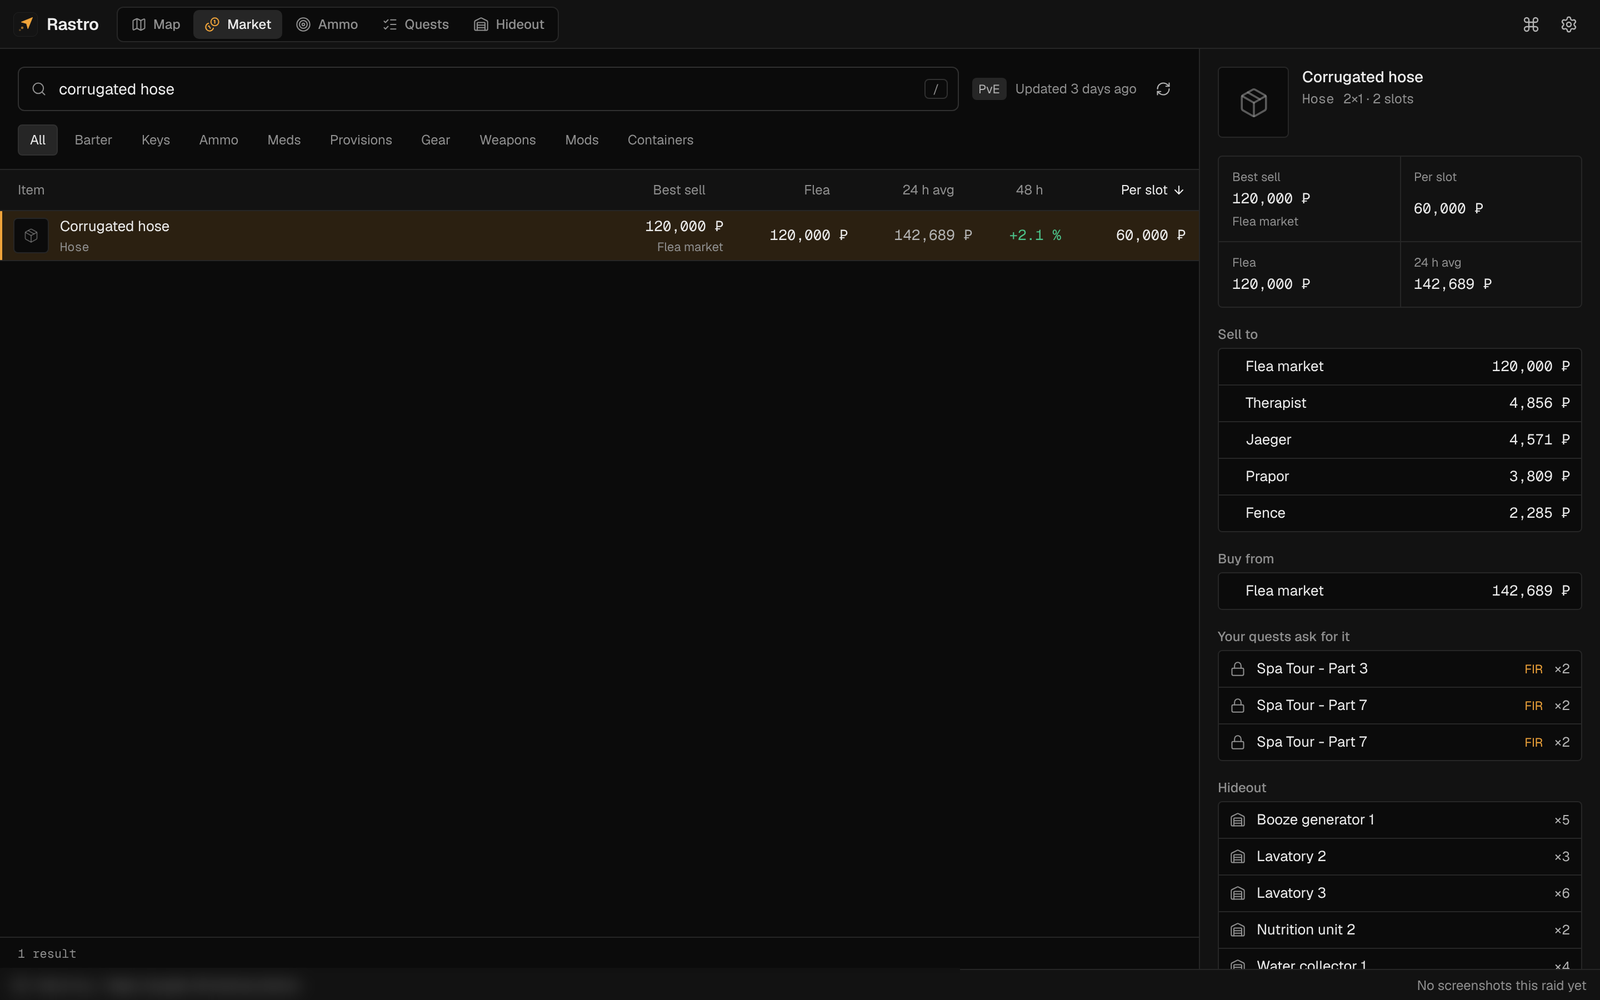 Rastro
Map
Market
Ammo
Quests
Hideout
corrugated hose
/
PvE
Updated 3 days ago
All
Barter
Keys
Ammo
Meds
Provisions
Gear
Weapons
Mods
Containers
Item
Best sell
Flea
24 h avg
48 h
Per slot ↓
Corrugated hose
Hose
120,000 ₽
Flea market
120,000 ₽
142,689 ₽
+2.1 %
60,000 ₽
1 result
Corrugated hose
Hose 2×1 · 2 slots
Best sell
120,000 ₽
Flea market
Per slot
60,000 ₽
Flea
120,000 ₽
24 h avg
142,689 ₽
Sell to
Flea market 120,000 ₽
Therapist 4,856 ₽
Jaeger 4,571 ₽
Prapor 3,809 ₽
Fence 2,285 ₽
Buy from
Flea market 142,689 ₽
Your quests ask for it
Spa Tour - Part 3 FIR ×2
Spa Tour - Part 7 FIR ×2
Spa Tour - Part 7 FIR ×2
Hideout
Booze generator 1 ×5
Lavatory 2 ×3
Lavatory 3 ×6
Nutrition unit 2 ×2
Water collector 1 ×4
No screenshots this raid yet